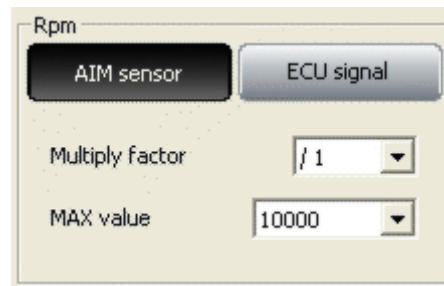 Rpm
AIM sensor ECU signal
Multiply factor / 1
MAX value 10000